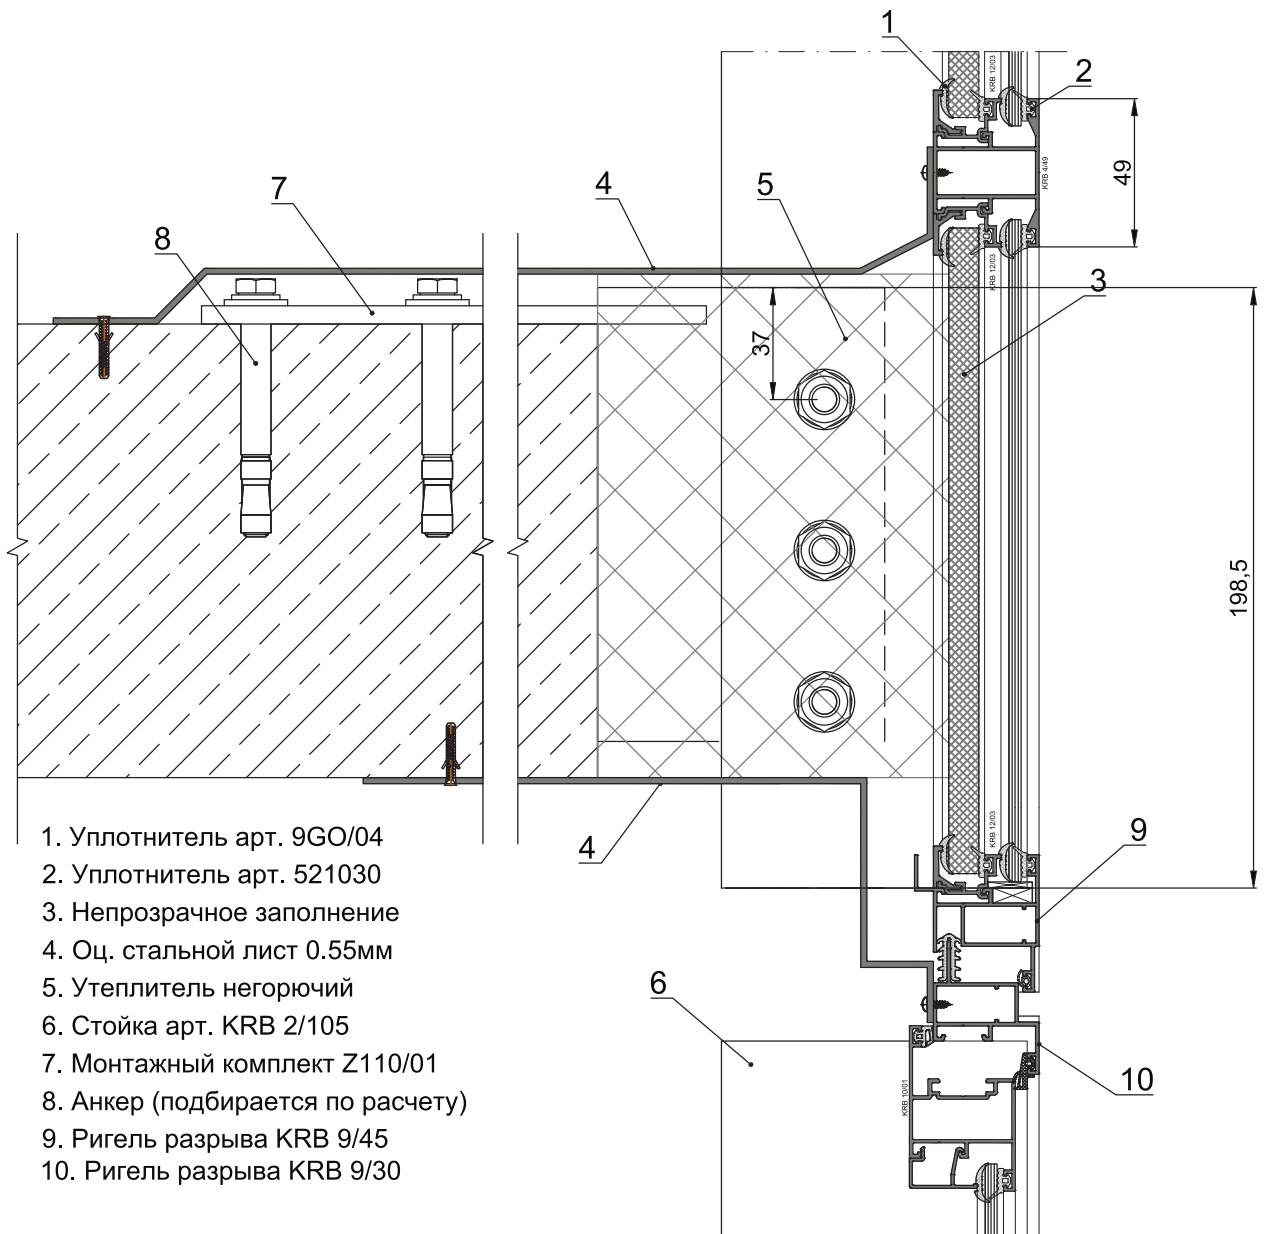 1
KRB 12/03
2
49
KRB 4/49
7
4
5
8
KRB 12/03
3
37
198,5
KRB 12/03
9
4
1. Уплотнитель арт. 9GO/04
2. Уплотнитель арт. 521030
3. Непрозрачное заполнение
4. Оц. стальной лист 0.55мм
5. Утеплитель негорючий
6. Стойка арт. KRB 2/105
7. Монтажный комплект Z110/01
8. Анкер (подбирается по расчету)
9. Ригель разрыва KRB 9/45
10. Ригель разрыва KRB 9/30
6
10
KRB 10/01